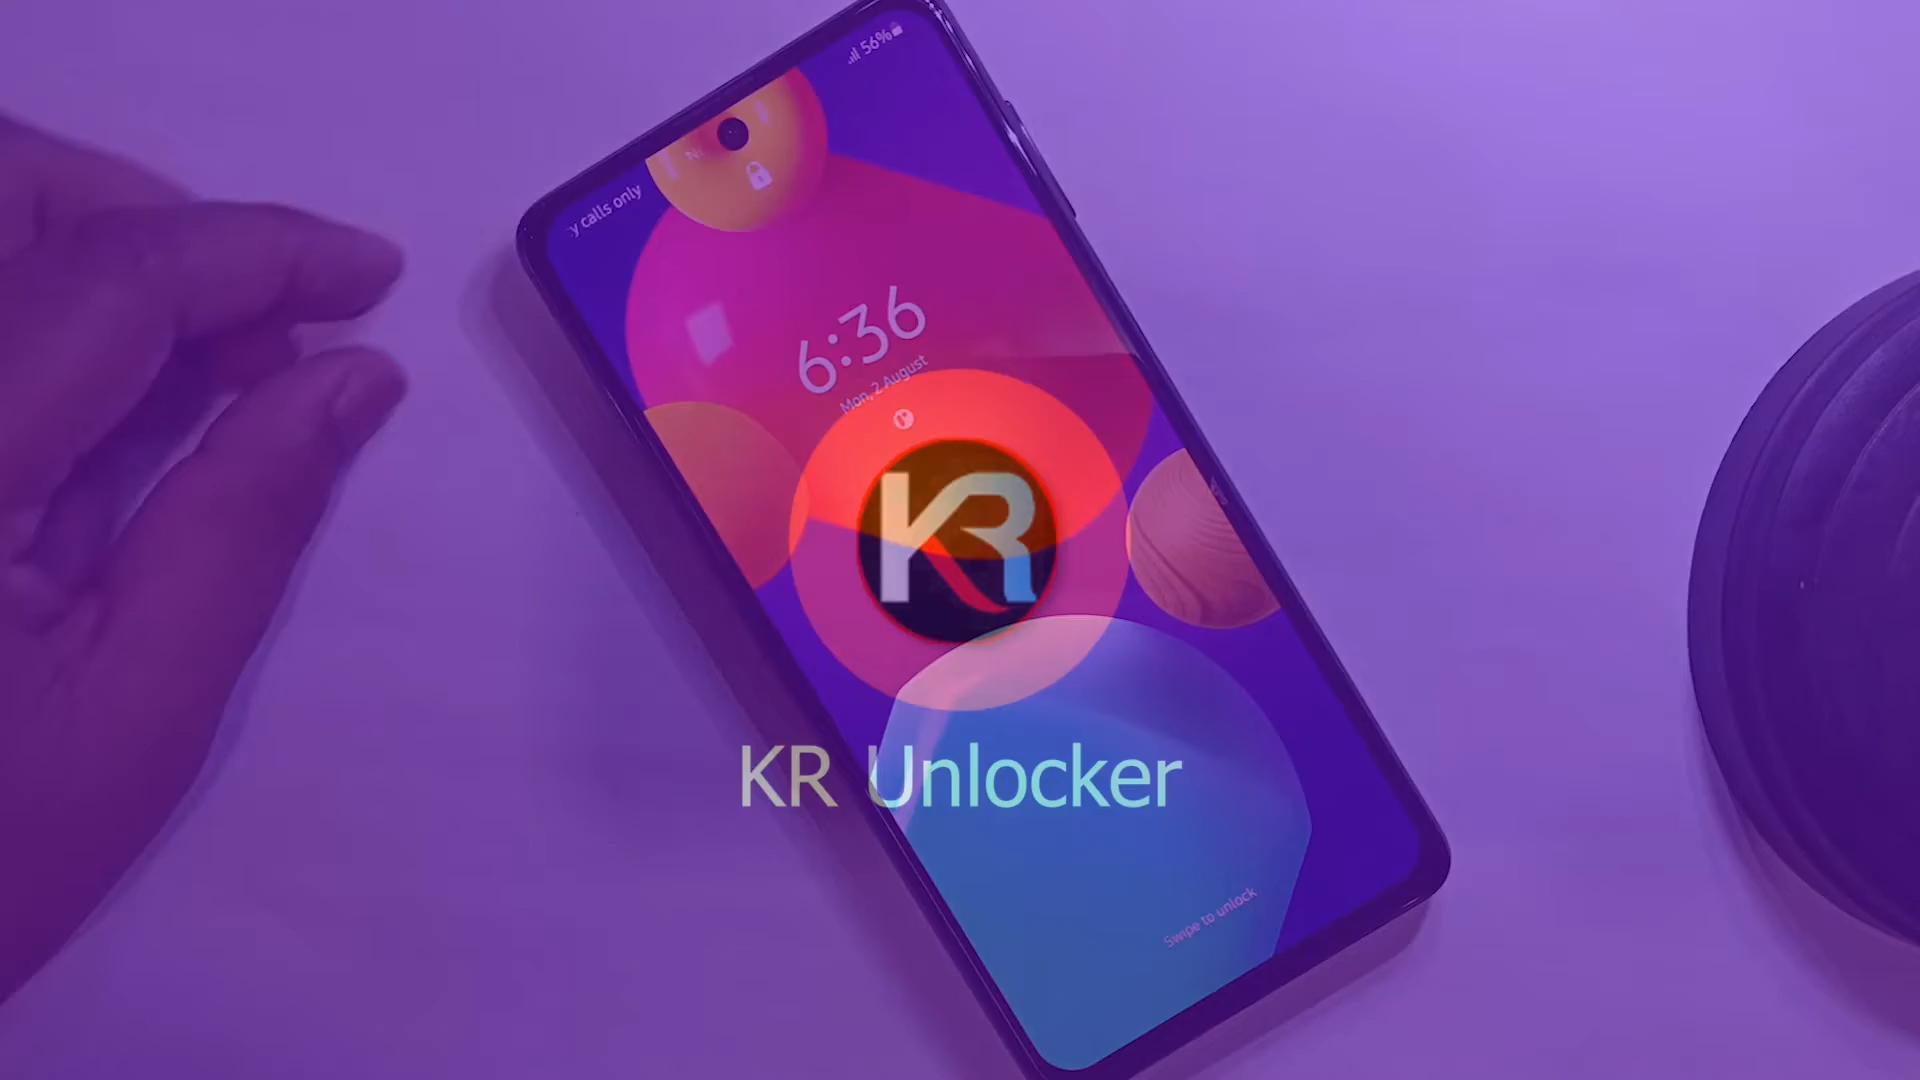 56%
y calls only
6:36
Mon, 2 August
KR
KR Unlocker
Swipe to unlock